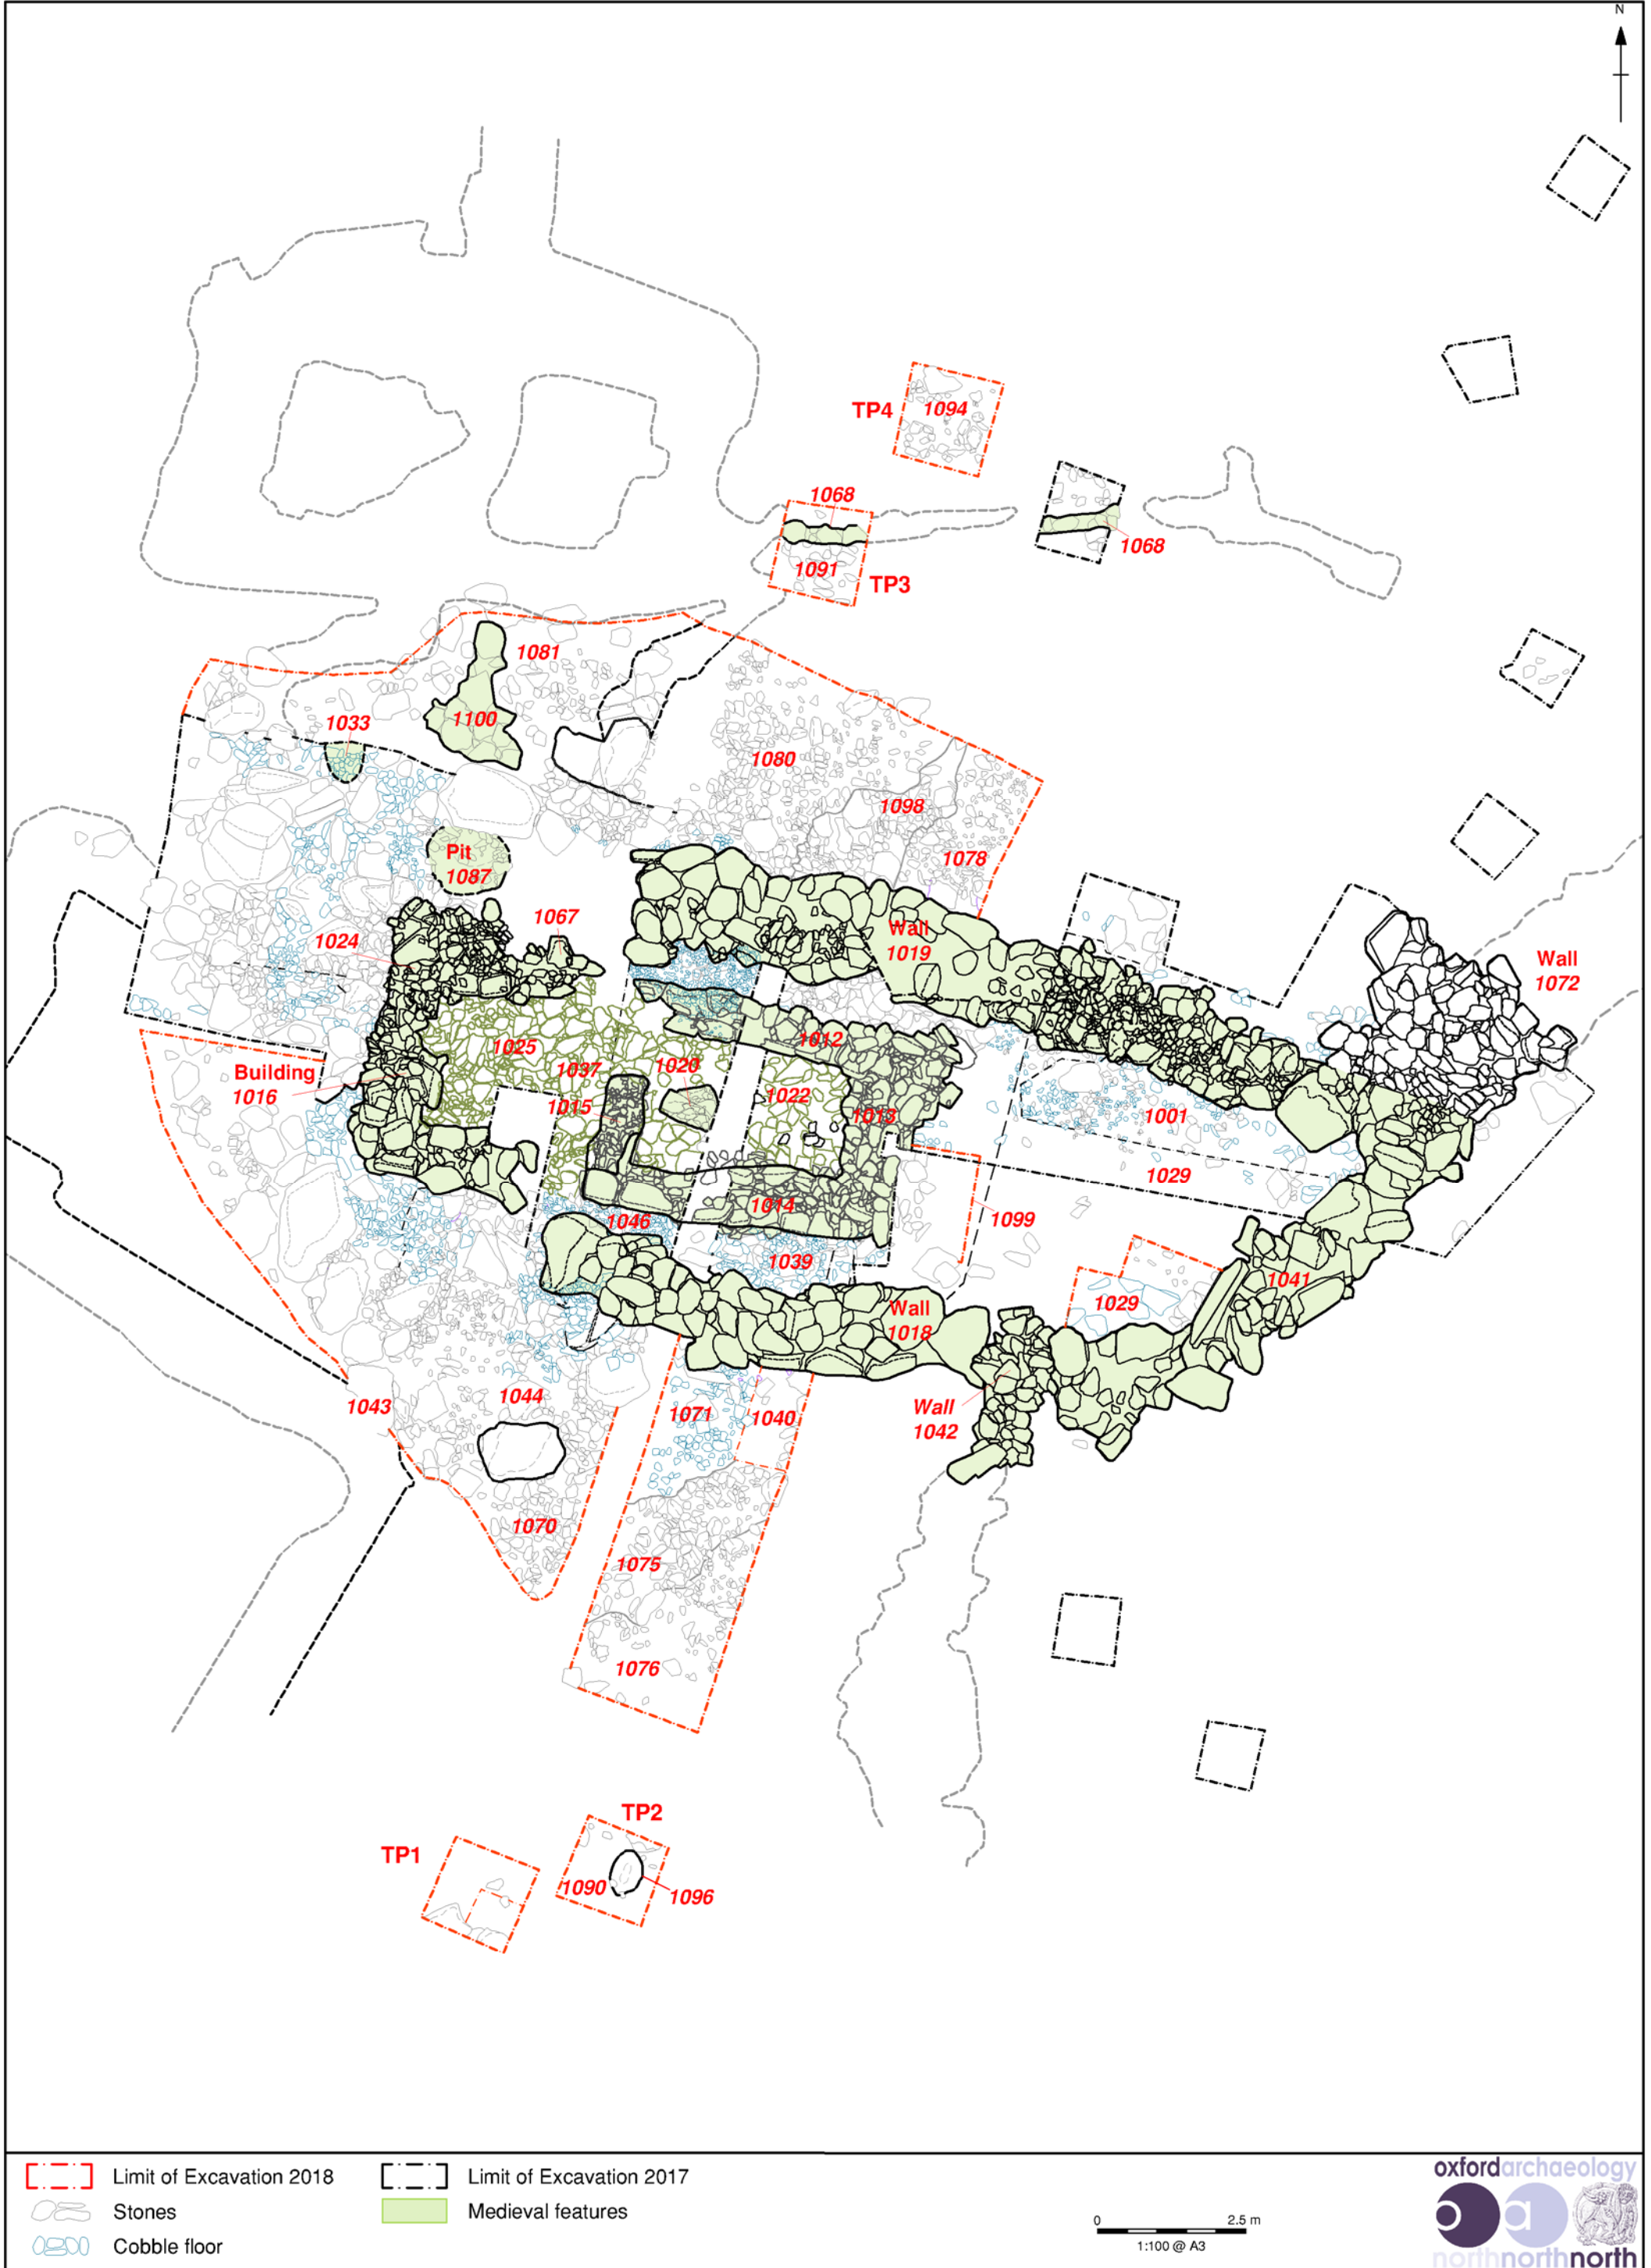 N
TP4
1094
1068
1068
1091
TP3
1081
1033
1100
1080
1098
1078
Pit
1087
1067
1024
Wall
1019
Wall
1072
1025
1012
1037
1020
Building
1016
1015
1022
1013
1001
1029
1014
1046
1099
1039
1041
1029
Wall
1018
1044
1043
1071
1040
Wall
1042
1070
1075
1076
TP2
TP1
1090
1096
Limit of Excavation 2018
Limit of Excavation 2017
Stones
Medieval features
Cobble floor
0 2.5 m
1:100 @ A3
oxfordarchaeology
oa
northnorthnorth